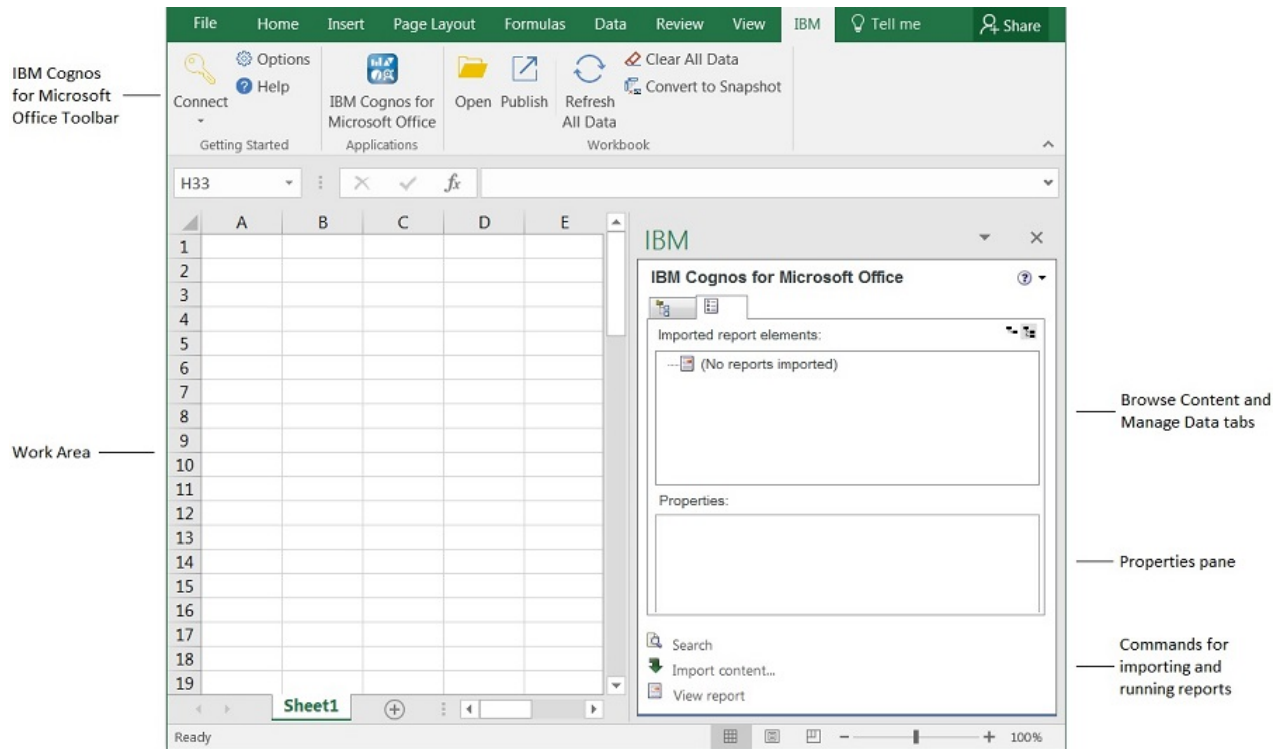 File Home Insert Page Layout Formulas Data Review View IBM Tell me Share
IBM Cognos
for Microsoft
Office Toolbar
Connect
Options
Help
Getting Started
IBM Cognos for
Microsoft Office
Applications
Open Publish
Refresh
All Data
Clear All Data
Convert to Snapshot
Workbook
H33 fx
A B C D E
1
2
3
4
5
6
7
8
9
10
11
12
13
14
15
16
17
18
19
Work Area
IBM
IBM Cognos for Microsoft Office
Imported report elements:
(No reports imported)
Properties:
Search
Import content...
View report
Browse Content and
Manage Data tabs
Properties pane
Commands for
importing and
running reports
Sheet1
Ready 100%